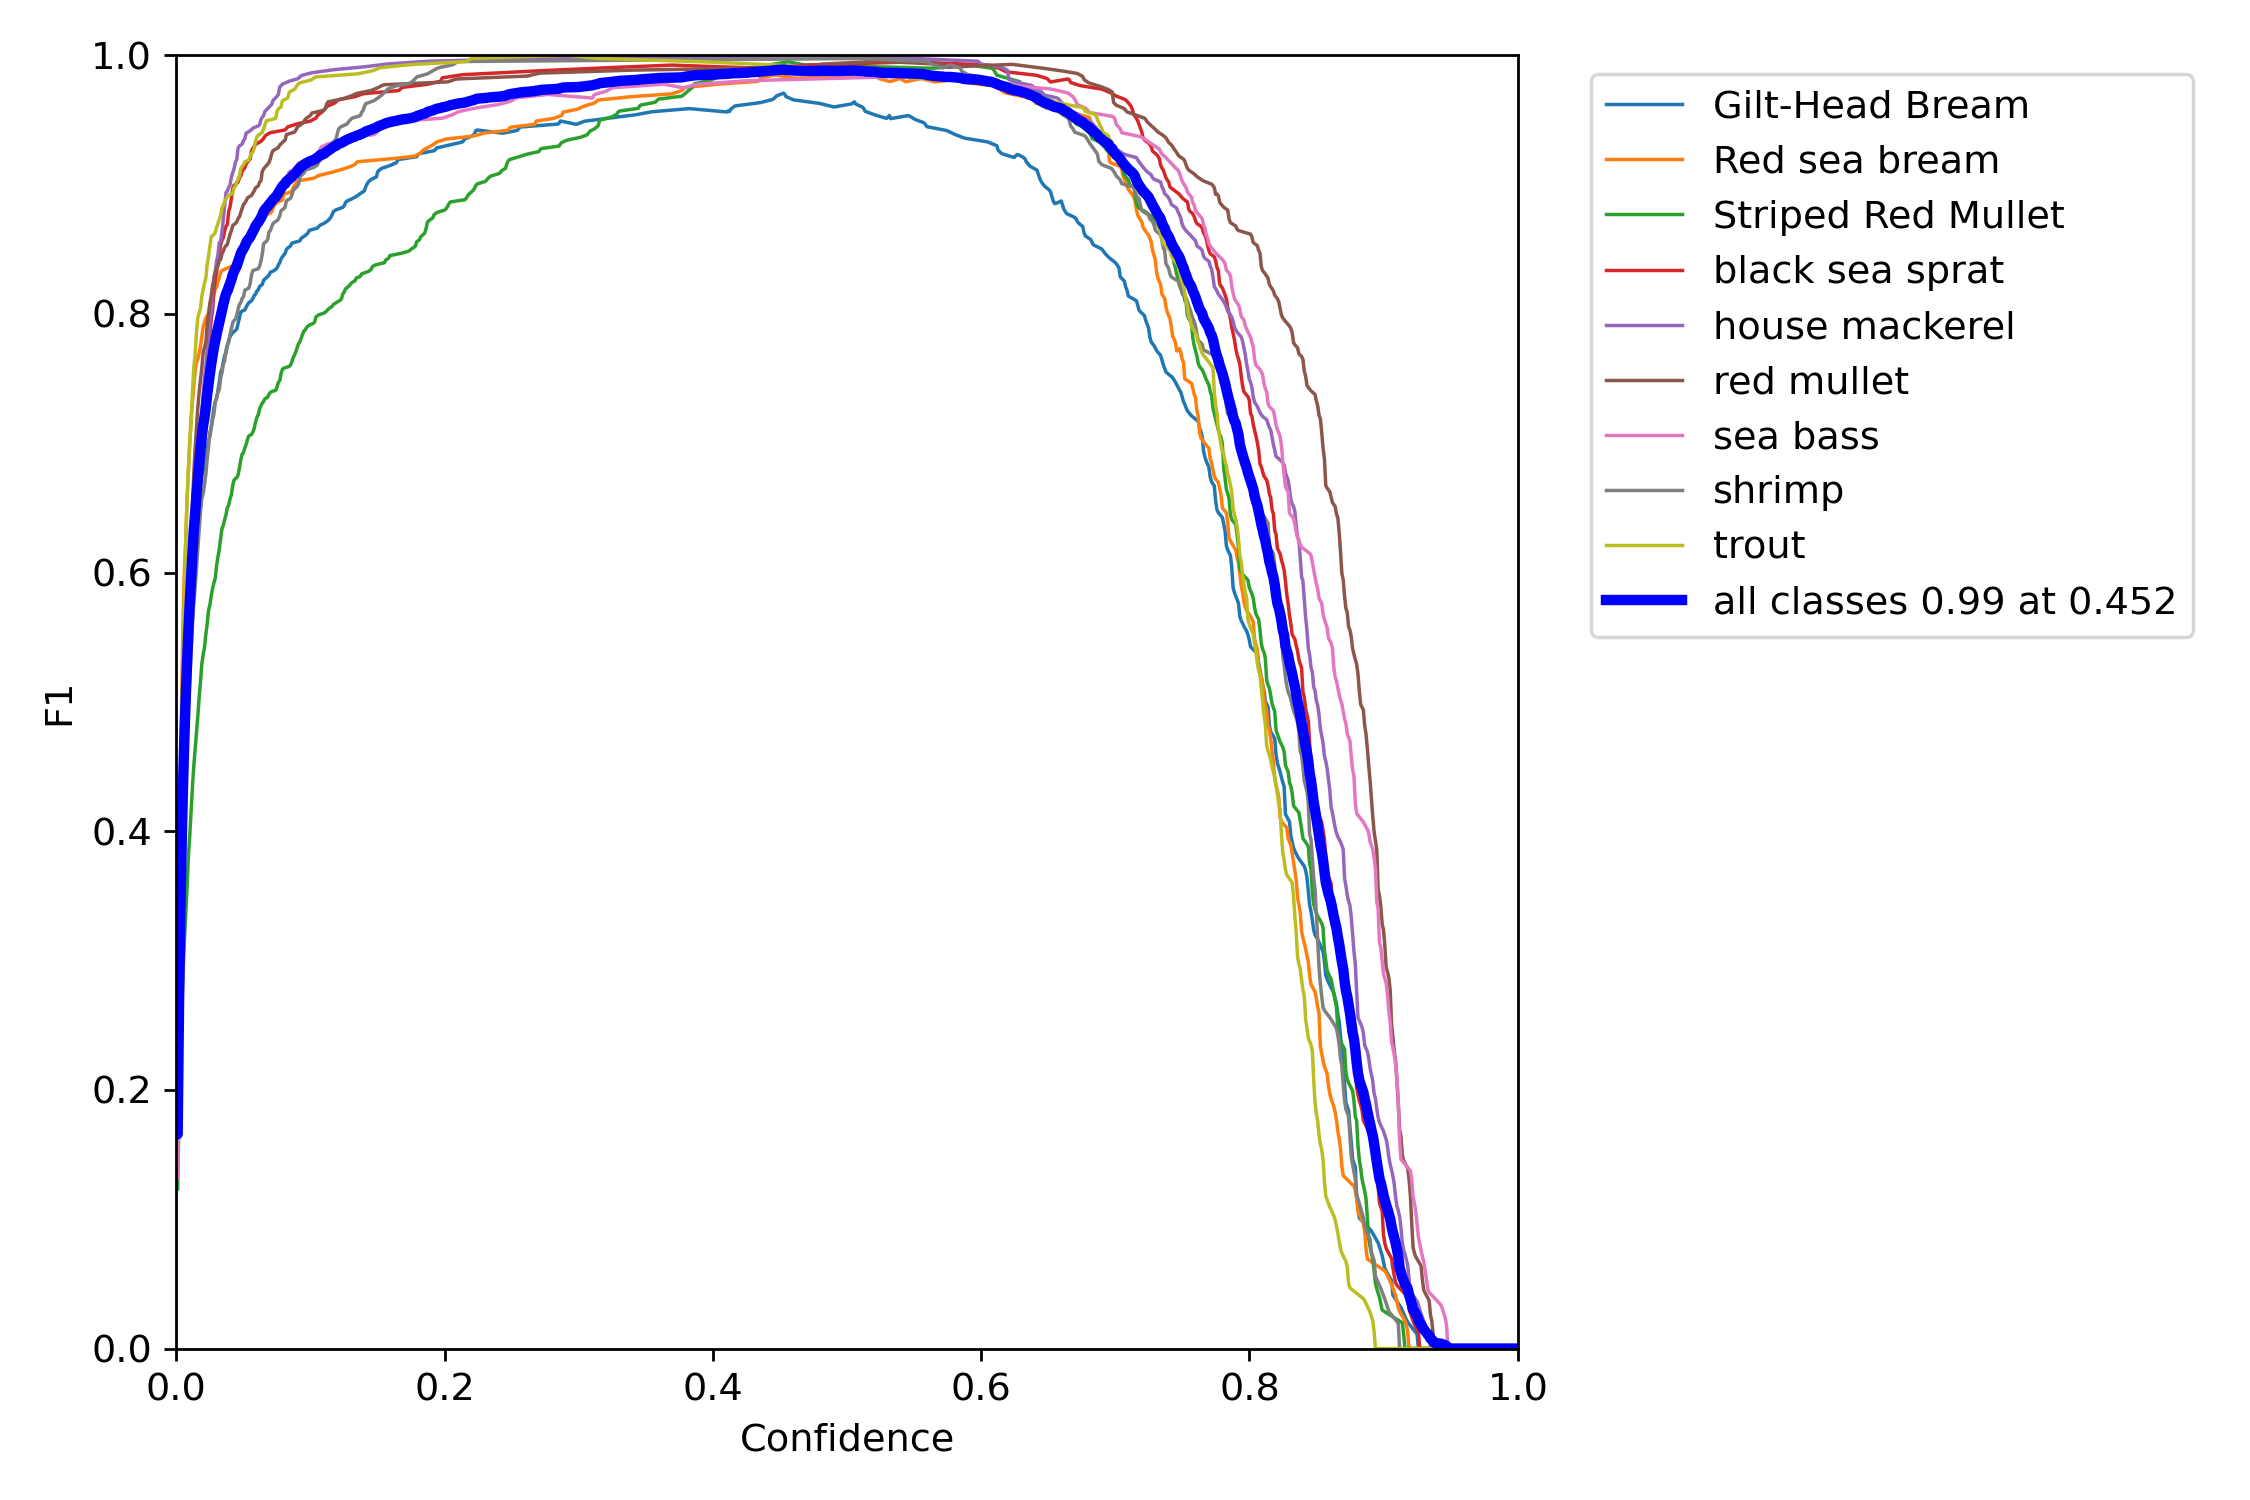 1.0
0.8
0.6
0.4
0.2
0.0
F1
0.0 0.2 0.4 0.6 0.8 1.0
Confidence
Gilt-Head Bream
Red sea bream
Striped Red Mullet
black sea sprat
house mackerel
red mullet
sea bass
shrimp
trout
all classes 0.99 at 0.452